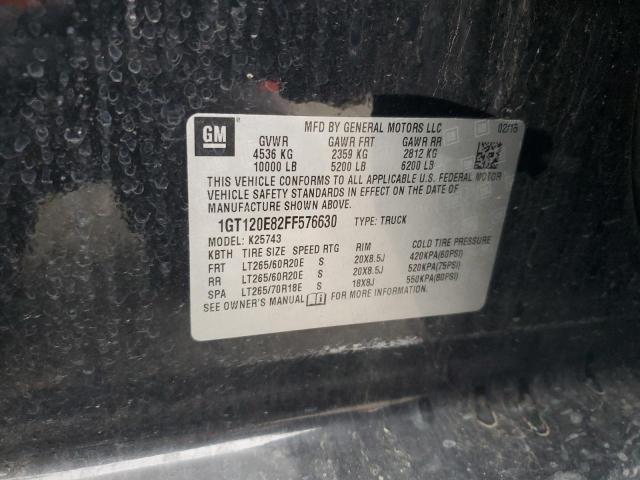 GM ®
MFD BY GENERAL MOTORS LLC 02/15
GVWR GAWR FRT GAWR RR
4536 KG 2359 KG 2812 KG
10000 LB 5200 LB 6200 LB
THIS VEHICLE CONFORMS TO ALL APPLICABLE U.S. FEDERAL MOTOR
VEHICLE SAFETY STANDARDS IN EFFECT ON THE DATE OF
MANUFACTURE SHOWN ABOVE.
1GT120E82FF576630 TYPE: TRUCK
MODEL: K25743
KBTH TIRE SIZE SPEED RTG RIM COLD TIRE PRESSURE
FRT LT265/60R20E S 20X8.5J 420KPA(60PSI)
RR LT265/60R20E S 20X8.5J 520KPA(75PSI)
SPA LT265/70R18E S 18X8J 550KPA(80PSI)
SEE OWNER'S MANUAL FOR MORE INFORMATION.